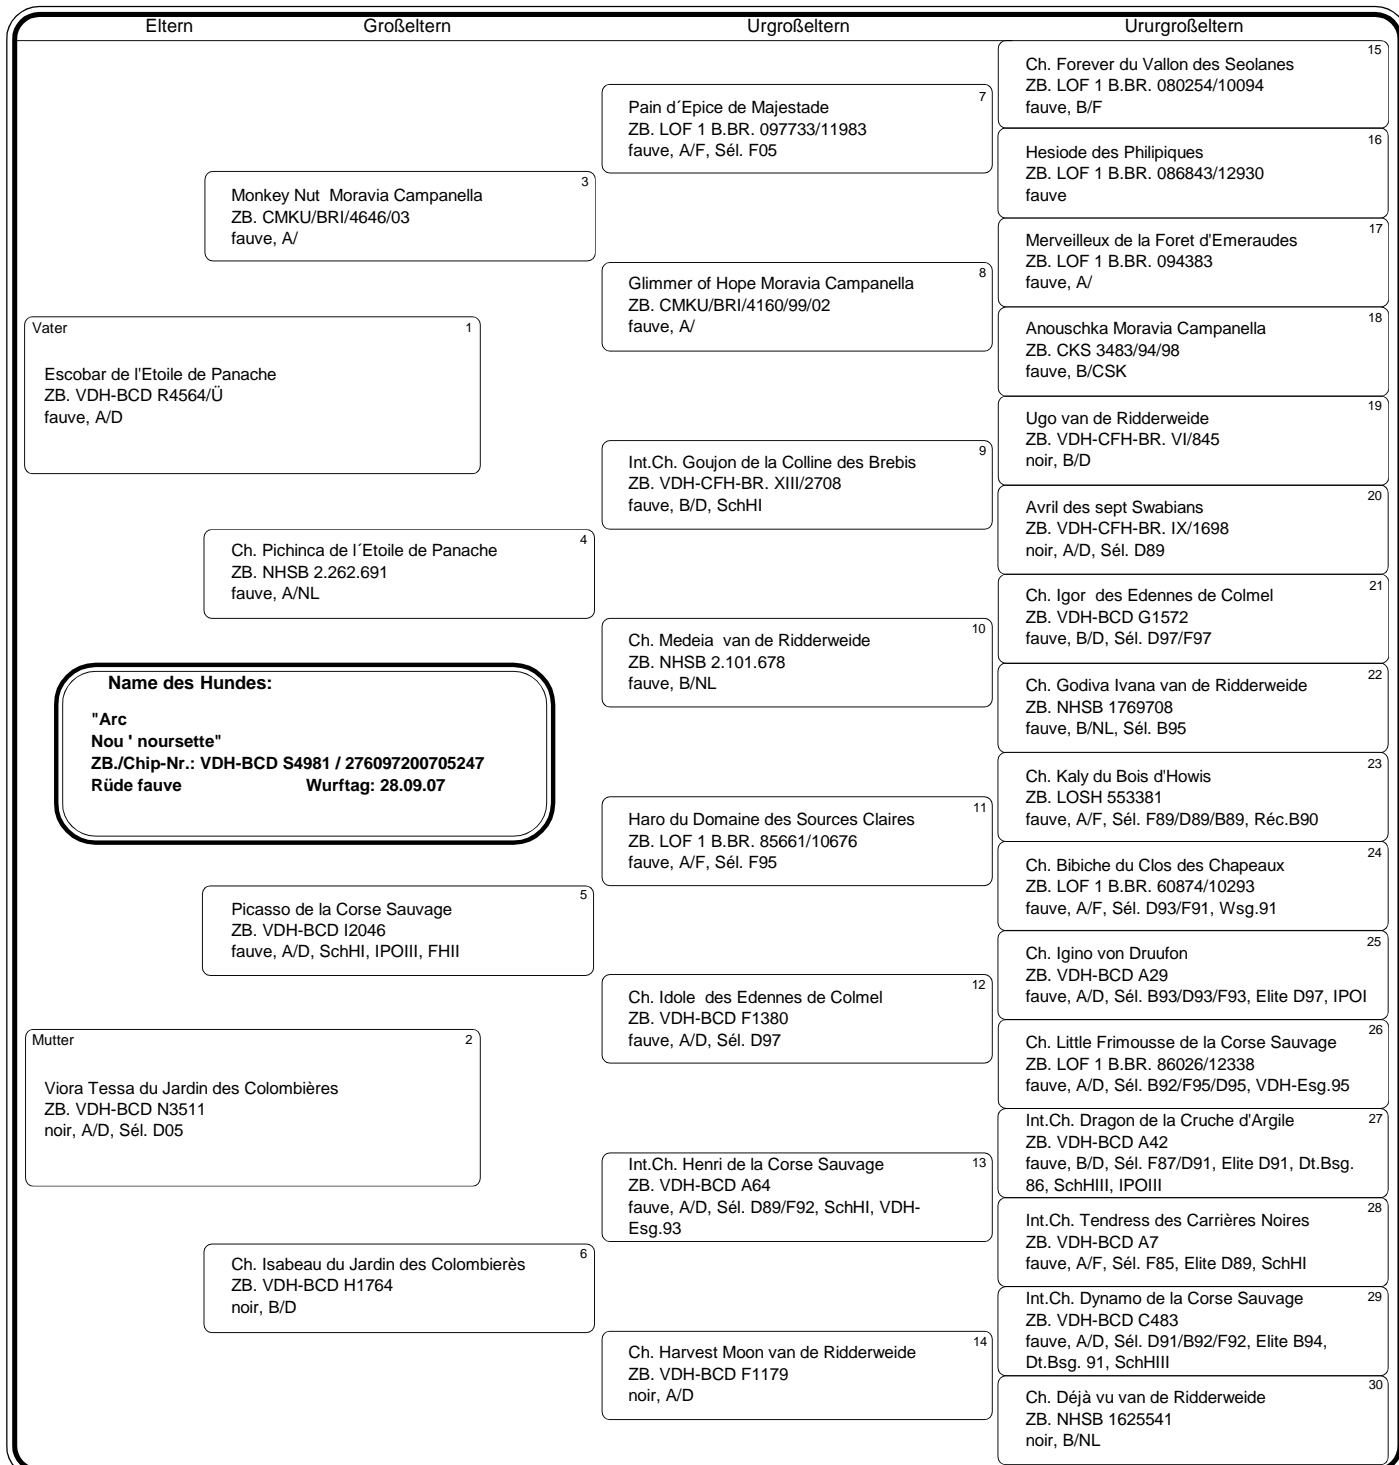 Eltern Großeltern Urgroßeltern Ururgroßeltern
Vater 1
Escobar de l'Etoile de Panache
ZB. VDH-BCD R4564/Ü
fauve, A/D
Mutter 2
Viora Tessa du Jardin des Colombières
ZB. VDH-BCD N3511
noir, A/D, Sél. D05
Name des Hundes:
"Arc
Nou ' noursette"
ZB./Chip-Nr.: VDH-BCD S4981 / 276097200705247
Rüde fauve Wurftag: 28.09.07
3
Monkey Nut Moravia Campanella
ZB. CMKU/BRI/4646/03
fauve, A/
4
Ch. Pichinca de l´Etoile de Panache
ZB. NHSB 2.262.691
fauve, A/NL
5
Picasso de la Corse Sauvage
ZB. VDH-BCD I2046
fauve, A/D, SchHI, IPOIII, FHII
6
Ch. Isabeau du Jardin des Colombierès
ZB. VDH-BCD H1764
noir, B/D
7
Pain d´Epice de Majestade
ZB. LOF 1 B.BR. 097733/11983
fauve, A/F, Sél. F05
8
Glimmer of Hope Moravia Campanella
ZB. CMKU/BRI/4160/99/02
fauve, A/
9
Int.Ch. Goujon de la Colline des Brebis
ZB. VDH-CFH-BR. XIII/2708
fauve, B/D, SchHI
10
Ch. Medeia van de Ridderweide
ZB. NHSB 2.101.678
fauve, B/NL
11
Haro du Domaine des Sources Claires
ZB. LOF 1 B.BR. 85661/10676
fauve, A/F, Sél. F95
12
Ch. Idole des Edennes de Colmel
ZB. VDH-BCD F1380
fauve, A/D, Sél. D97
13
Int.Ch. Henri de la Corse Sauvage
ZB. VDH-BCD A64
fauve, A/D, Sél. D89/F92, SchHI, VDH-
Esg.93
14
Ch. Harvest Moon van de Ridderweide
ZB. VDH-BCD F1179
noir, A/D
15
Ch. Forever du Vallon des Seolanes
ZB. LOF 1 B.BR. 080254/10094
fauve, B/F
16
Hesiode des Philipiques
ZB. LOF 1 B.BR. 086843/12930
fauve
17
Merveilleux de la Foret d'Emeraudes
ZB. LOF 1 B.BR. 094383
fauve, A/
18
Anouschka Moravia Campanella
ZB. CKS 3483/94/98
fauve, B/CSK
19
Ugo van de Ridderweide
ZB. VDH-CFH-BR. VI/845
noir, B/D
20
Avril des sept Swabians
ZB. VDH-CFH-BR. IX/1698
noir, A/D, Sél. D89
21
Ch. Igor des Edennes de Colmel
ZB. VDH-BCD G1572
fauve, B/D, Sél. D97/F97
22
Ch. Godiva Ivana van de Ridderweide
ZB. NHSB 1769708
fauve, B/NL, Sél. B95
23
Ch. Kaly du Bois d'Howis
ZB. LOSH 553381
fauve, A/F, Sél. F89/D89/B89, Réc.B90
24
Ch. Bibiche du Clos des Chapeaux
ZB. LOF 1 B.BR. 60874/10293
fauve, A/F, Sél. D93/F91, Wsg.91
25
Ch. Igino von Druufon
ZB. VDH-BCD A29
fauve, A/D, Sél. B93/D93/F93, Elite D97, IPOI
26
Ch. Little Frimousse de la Corse Sauvage
ZB. LOF 1 B.BR. 86026/12338
fauve, A/D, Sél. B92/F95/D95, VDH-Esg.95
27
Int.Ch. Dragon de la Cruche d'Argile
ZB. VDH-BCD A42
fauve, B/D, Sél. F87/D91, Elite D91, Dt.Bsg.
86, SchHIII, IPOIII
28
Int.Ch. Tendress des Carrières Noires
ZB. VDH-BCD A7
fauve, A/F, Sél. F85, Elite D89, SchHI
29
Int.Ch. Dynamo de la Corse Sauvage
ZB. VDH-BCD C483
fauve, A/D, Sél. D91/B92/F92, Elite B94,
Dt.Bsg. 91, SchHIII
30
Ch. Déjà vu van de Ridderweide
ZB. NHSB 1625541
noir, B/NL